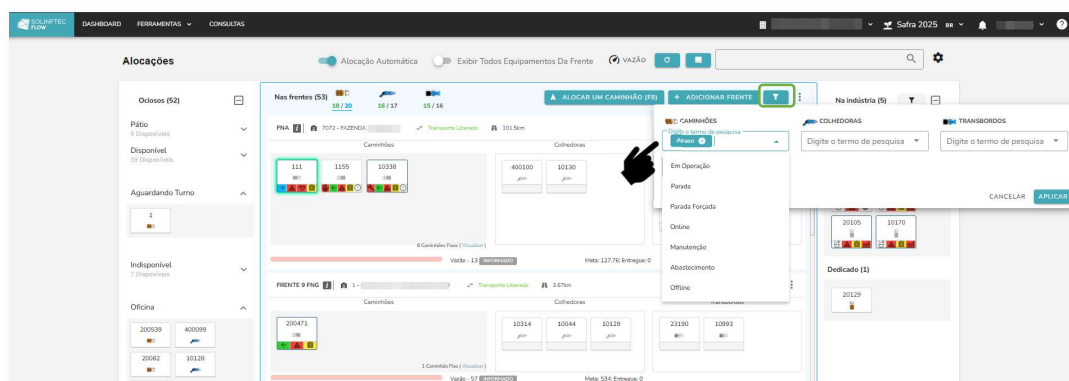 SOLINFTEC
FLOW
DASHBOARD
FERRAMENTAS
CONSULTAS
Safra 2025
BR
?
Alocações
Alocação Automática
Exibir Todos Equipamentos Da Frente
VAZÃO
Ociosos (52)
Pátio
Disponível
Aguardando Turno
1
Indisponível
7 Disponíveis
Oficina
200539
400099
20082
10128
Nas frentes (53)
18 / 20
16 / 17
15 / 16
ALOCAR UM CAMINHÃO (F8)
+ ADICIONAR FRENTE
FNA
7072 - FAZENDA
Transporte Liberado
101.5km
Caminhões
Colhedoras
111
1155
10338
400100
10130
0 Caminhões Fixos ( Visualizar )
Vazão - 13 INFORMADO
Meta: 127.76; Entregue: 0
FRENTE 9 FNG
1 -
Transporte Liberado
3.67km
Caminhões
Colhedoras
Transbordos
200471
10314
10044
10129
23190
10993
1 Caminhão Fixo ( Visualizar )
Vazão - 57 INFORMADO
Meta: 534; Entregue: 0
CAMINHÕES
Digite o termo de pesquisa
Abaso
Em Operação
Parada
Parada Forçada
Online
Manutenção
Abastecimento
Offline
COLHEDORAS
Digite o termo de pesquisa
TRANSBORDOS
Digite o termo de pesquisa
CANCELAR
APLICAR
Na indústria (5)
20105
10170
Dedicado (1)
20129